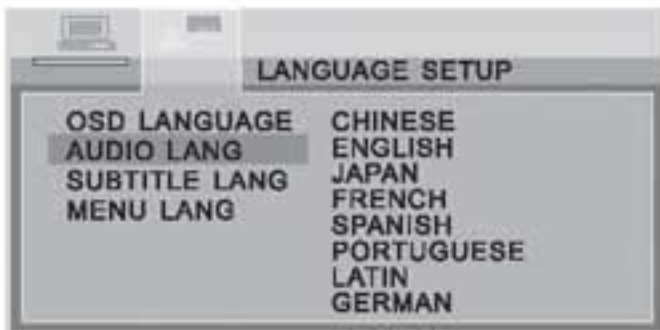 LANGUAGE SETUP
OSD LANGUAGE
AUDIO LANG
SUBTITLE LANG
MENU LANG
CHINESE
ENGLISH
JAPAN
FRENCH
SPANISH
PORTUGUESE
LATIN
GERMAN